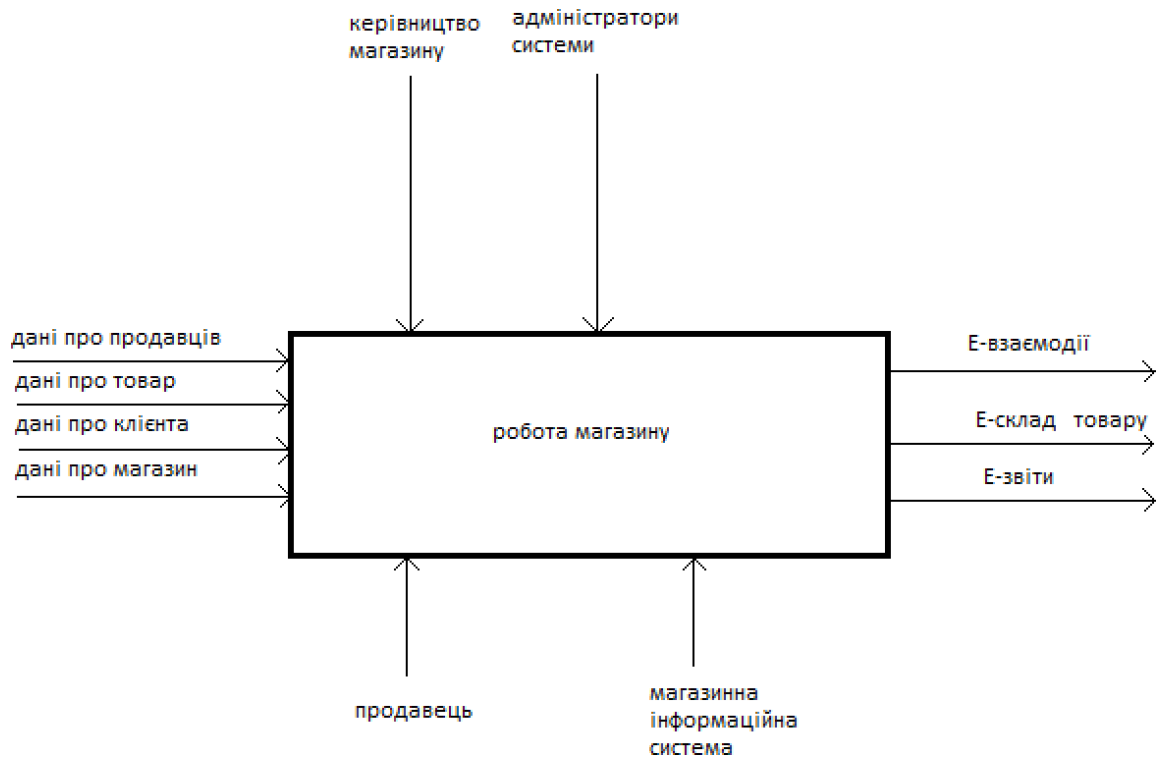 керівництво
магазину
адміністратори
системи
дані про продавців
дані про товар
дані про клієнта
дані про магазин
робота магазину
Е-взаємодії
Е-склад товару
Е-звіти
продавець
магазинна
інформаційна
система